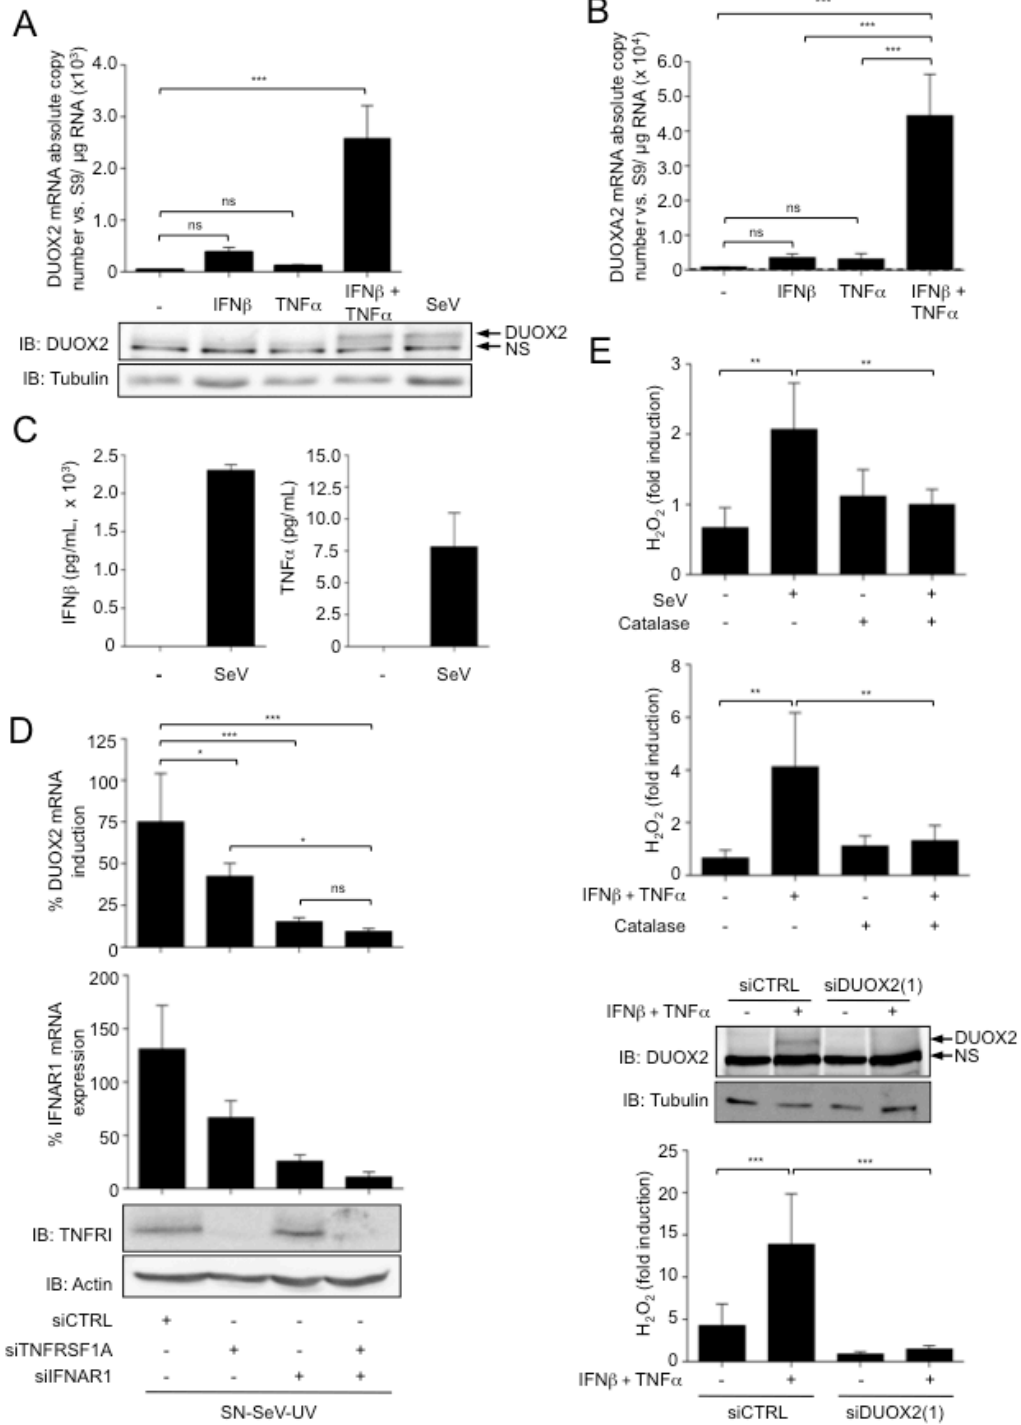 A
DUOX2 mRNA absolute copy
number vs. S9/ µg RNA (x10³)
4.0
3.0
2.0
1.0
0
***
ns
ns
-
IFNβ
TNFα
IFNβ +
TNFα
SeV
IB: DUOX2
DUOX2
NS
IB: Tubulin
B
DUOXA2 mRNA absolute copy
number vs. S9/ µg RNA (x 10⁴)
6.0
5.0
4.0
3.0
2.0
1.0
0
***
***
***
ns
ns
-
IFNβ
TNFα
IFNβ +
TNFα
C
IFNβ (pg/mL, x 10³)
2.5
2.0
1.5
1.0
0.5
0
-
SeV
TNFα (pg/mL)
15.0
12.5
10.0
7.5
5.0
2.5
0
-
SeV
D
% DUOX2 mRNA
induction
125
100
75
50
25
0
***
***
*
*
ns
% IFNAR1 mRNA
expression
200
150
100
50
0
IB: TNFRI
IB: Actin
siCTRL + - - -
siTNFRSF1A - + - +
siIFNAR1 - - + +
SN-SeV-UV
E
H₂O₂ (fold induction)
3
2
1
0
**
**
SeV - + - +
Catalase - - + +
H₂O₂ (fold induction)
8
6
4
2
0
**
**
IFNβ + TNFα - + - +
Catalase - - + +
siCTRL siDUOX2(1)
IFNβ + TNFα - + - +
IB: DUOX2
DUOX2
NS
IB: Tubulin
H₂O₂ (fold induction)
25
20
15
10
5
0
***
***
IFNβ + TNFα - + - +
siCTRL siDUOX2(1)